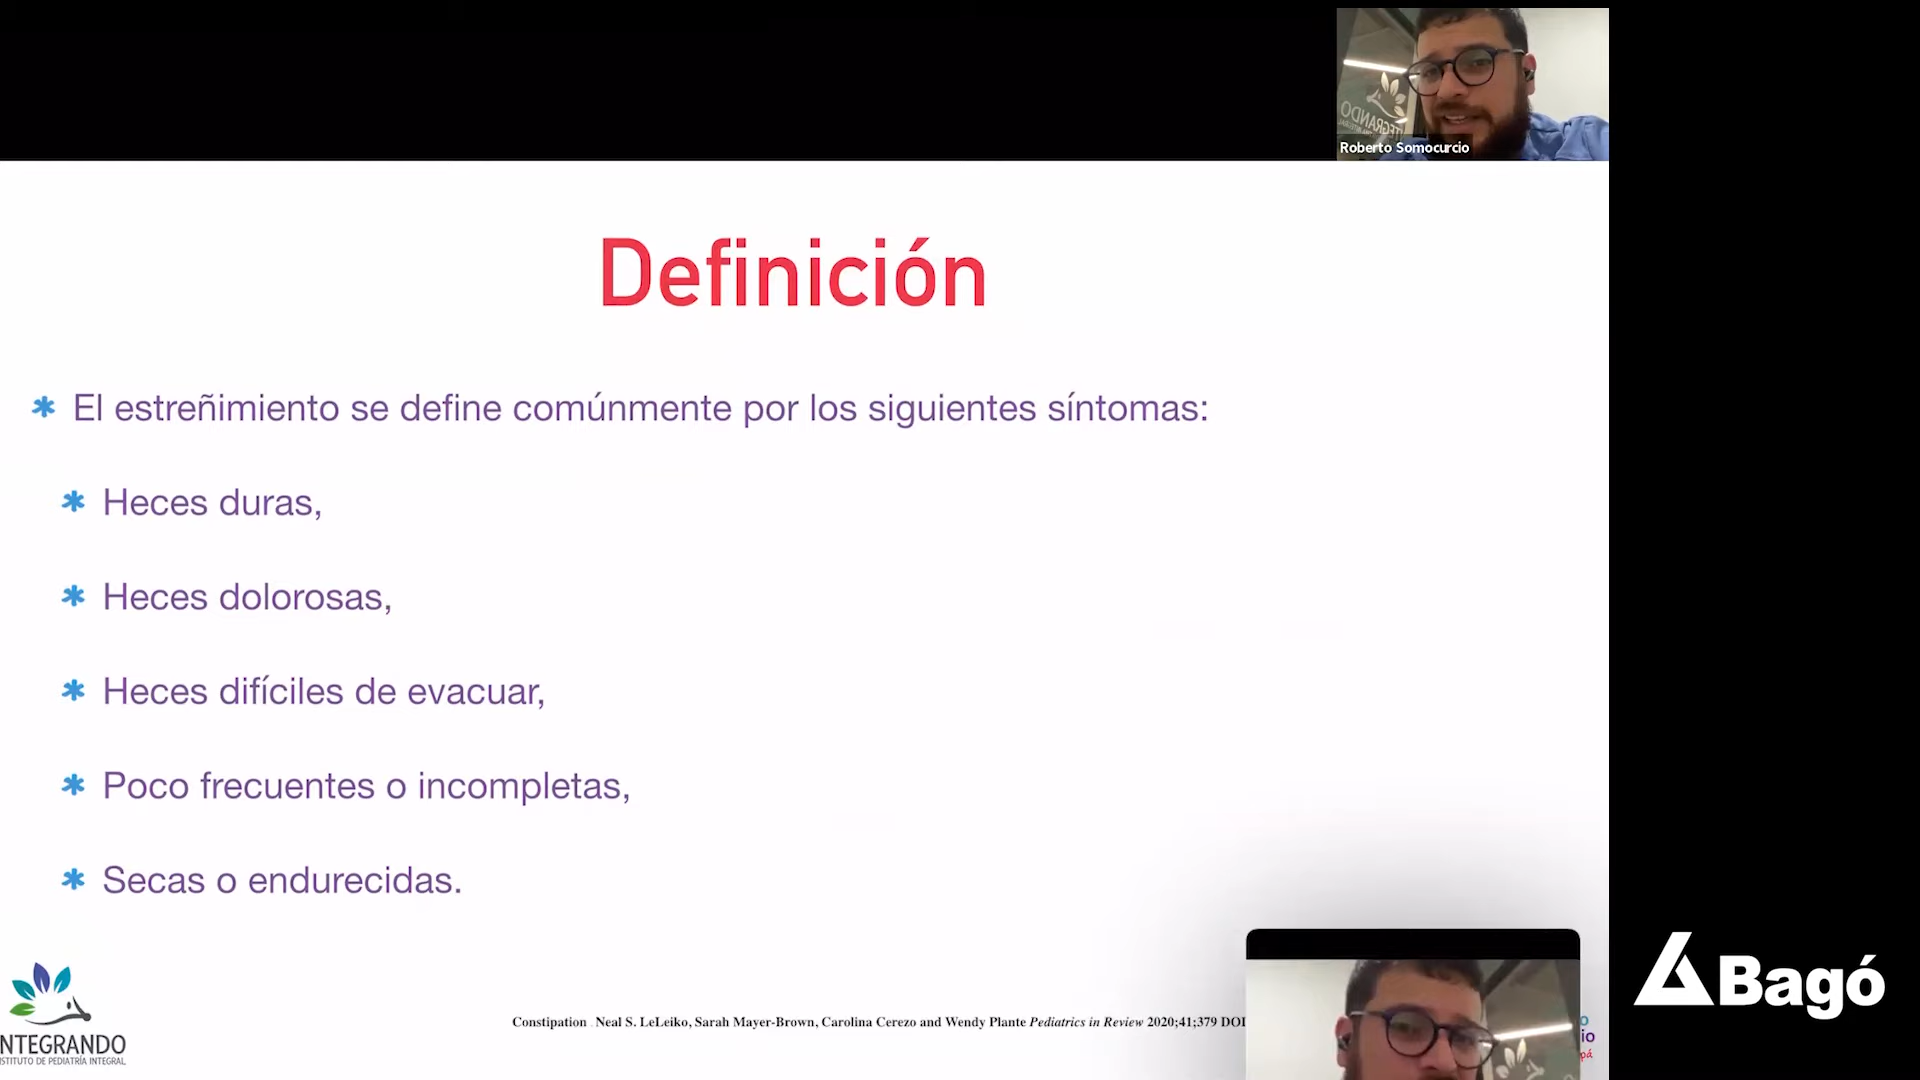 Roberto Somocurcio
Definición
* El estreñimiento se define comúnmente por los siguientes síntomas:
* Heces duras,
* Heces dolorosas,
* Heces difíciles de evacuar,
* Poco frecuentes o incompletas,
* Secas o endurecidas.
NTEGRANDO
STITUTO DE PEDIATRÍA INTEGRAL
Constipation . Neal S. LeLeiko, Sarah Mayer-Brown, Carolina Cerezo and Wendy Plante Pediatrics in Review 2020;41;379 DOI
o
io
pá
Bagó